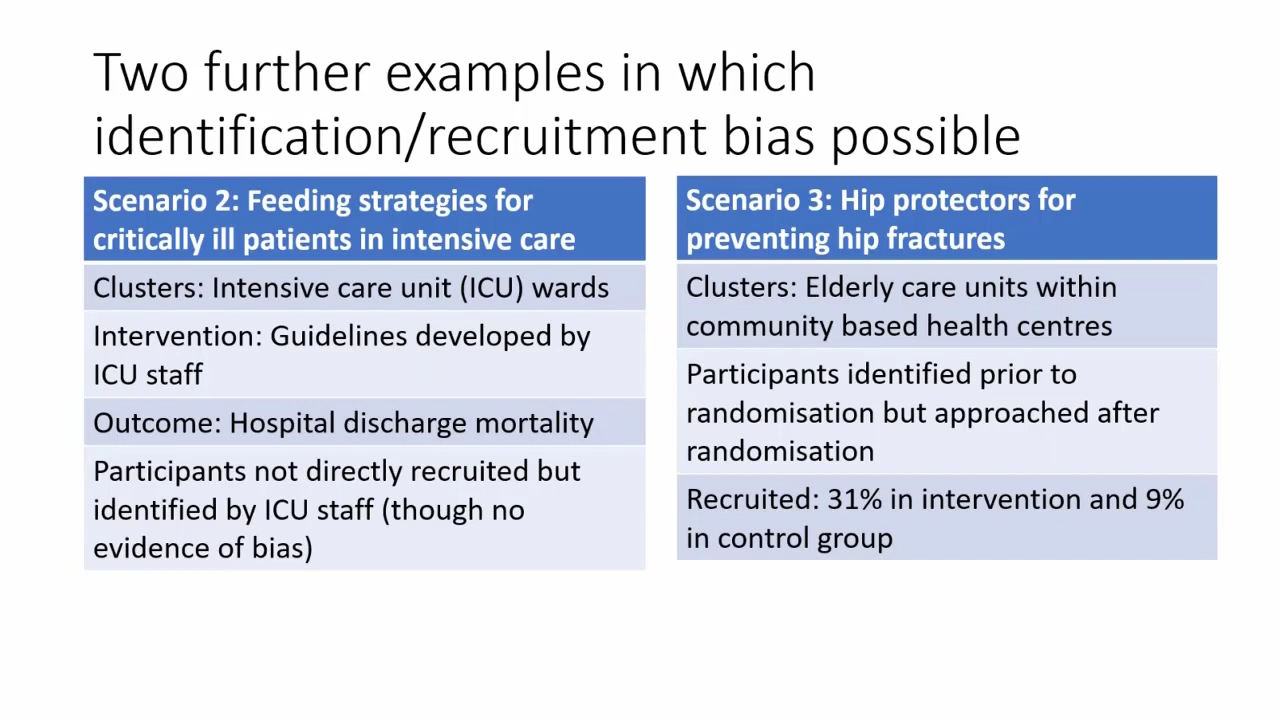 Two further examples in which
identification/recruitment bias possible
Scenario 2: Feeding strategies for
critically ill patients in intensive care
Clusters: Intensive care unit (ICU) wards
Intervention: Guidelines developed by
ICU staff
Outcome: Hospital discharge mortality
Participants not directly recruited but
identified by ICU staff (though no
evidence of bias)
Scenario 3: Hip protectors for
preventing hip fractures
Clusters: Elderly care units within
community based health centres
Participants identified prior to
randomisation but approached after
randomisation
Recruited: 31% in intervention and 9%
in control group